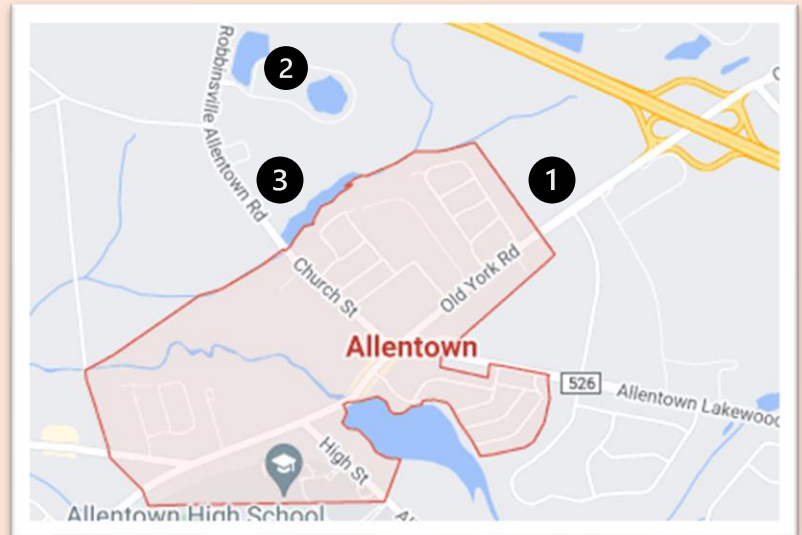 Robbinsville Allentown Rd
2
3
1
Church St
Old York Rd
Allentown
526
Allentown Lakewood
High St
Allentown High School